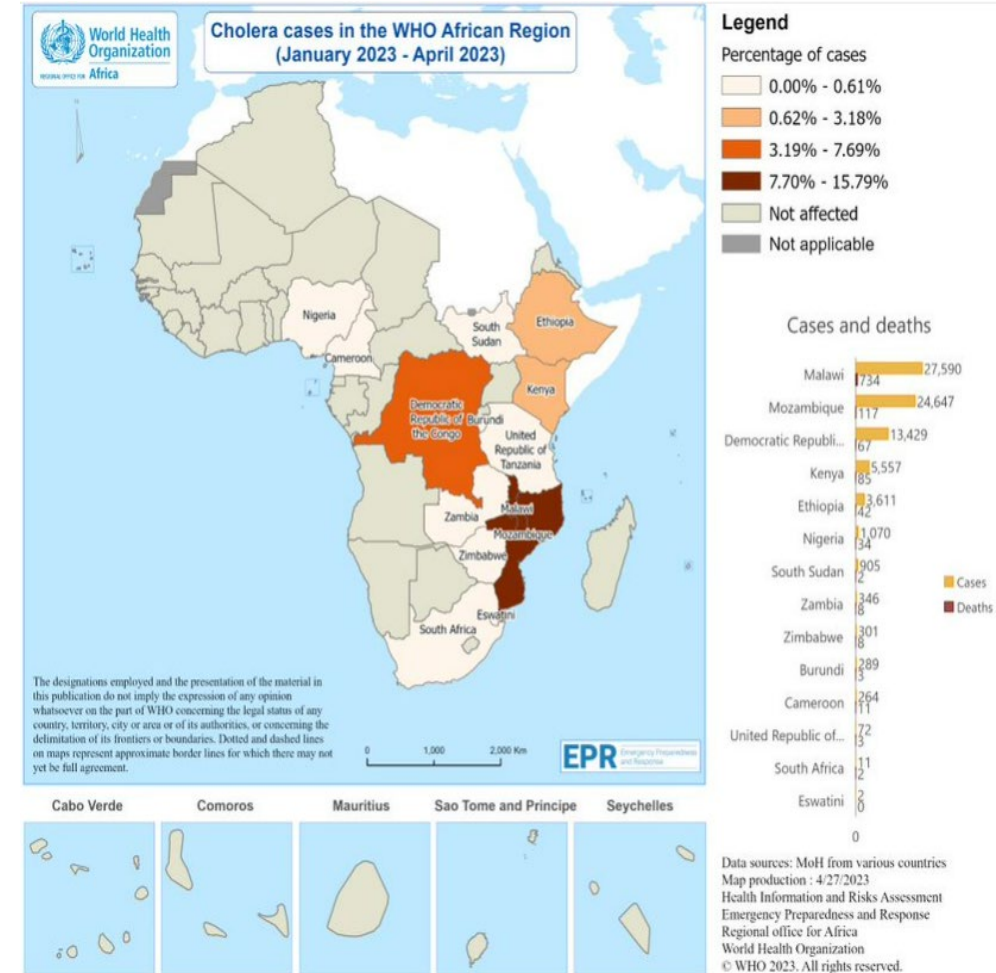 World Health
Organization
REGIONAL OFFICE FOR Africa
Cholera cases in the WHO African Region
(January 2023 - April 2023)
N
Nigeria
Cameroon
South
Sudan
Ethiopia
Kenya
Democratic
Republic of
the Congo
Burundi
United
Republic of
Tanzania
Zambia
Malawi
Mozambique
Zimbabwe
Eswatini
South Africa
The designations employed and the presentation of the material in
this publication do not imply the expression of any opinion
whatsoever on the part of WHO concerning the legal status of any
country, territory, city or area or of its authorities, or concerning the
delimitation of its frontiers or boundaries. Dotted and dashed lines
on maps represent approximate border lines for which there may not
yet be full agreement.
0 1,000 2,000 Km
EPR Emergency Preparedness
and Response
Cabo Verde Comoros Mauritius Sao Tome and Principe Seychelles
Legend
Percentage of cases
0.00% - 0.61%
0.62% - 3.18%
3.19% - 7.69%
7.70% - 15.79%
Not affected
Not applicable
Cases and deaths
Malawi 27,590
734
Mozambique 24,647
117
Democratic Republi... 13,429
67
Kenya 5,557
85
Ethiopia 3,611
42
Nigeria 1,070
34
South Sudan 905
2
Zambia 346
8
Zimbabwe 301
8
Burundi 289
3
Cameroon 264
11
United Republic of... 72
3
South Africa 11
2
Eswatini 2
0
0
Cases
Deaths
Data sources: MoH from various countries
Map production : 4/27/2023
Health Information and Risks Assessment
Emergency Preparedness and Response
Regional office for Africa
World Health Organization
© WHO 2023. All rights reserved.